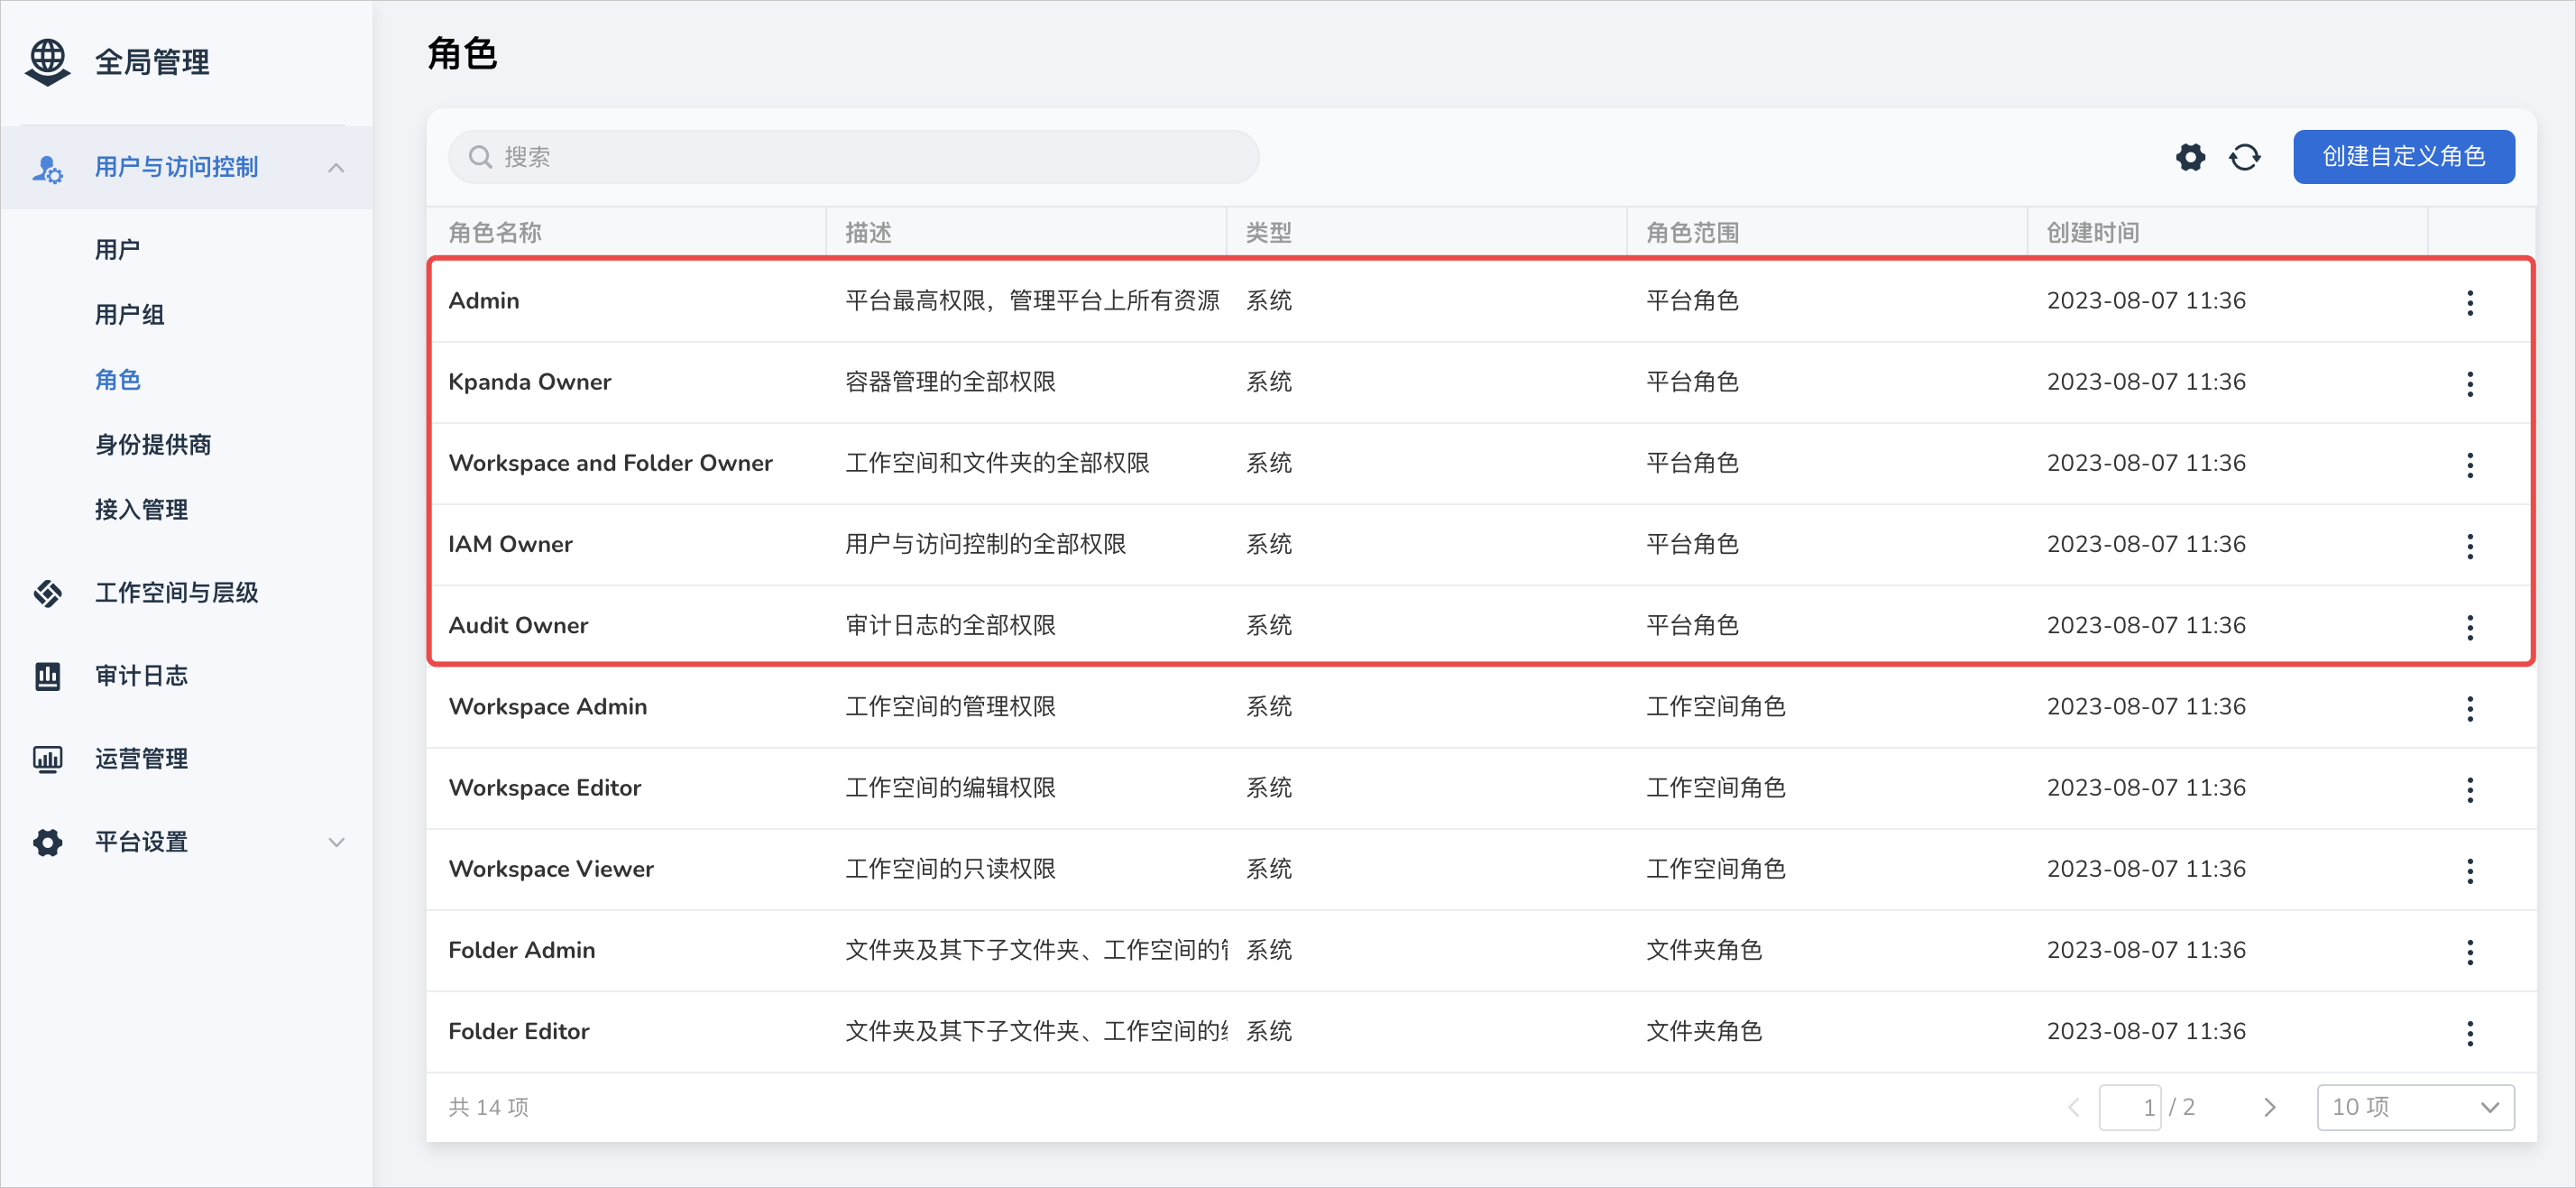 全局管理
用户与访问控制
用户
用户组
角色
身份提供商
接入管理
工作空间与层级
审计日志
运营管理
平台设置
角色
搜索
创建自定义角色
角色名称 描述 类型 角色范围 创建时间
Admin 平台最高权限，管理平台上所有资源 系统 平台角色 2023-08-07 11:36
Kpanda Owner 容器管理的全部权限 系统 平台角色 2023-08-07 11:36
Workspace and Folder Owner 工作空间和文件夹的全部权限 系统 平台角色 2023-08-07 11:36
IAM Owner 用户与访问控制的全部权限 系统 平台角色 2023-08-07 11:36
Audit Owner 审计日志的全部权限 系统 平台角色 2023-08-07 11:36
Workspace Admin 工作空间的管理权限 系统 工作空间角色 2023-08-07 11:36
Workspace Editor 工作空间的编辑权限 系统 工作空间角色 2023-08-07 11:36
Workspace Viewer 工作空间的只读权限 系统 工作空间角色 2023-08-07 11:36
Folder Admin 文件夹及其下子文件夹、工作空间的 系统 文件夹角色 2023-08-07 11:36
Folder Editor 文件夹及其下子文件夹、工作空间的 系统 文件夹角色 2023-08-07 11:36
共 14 项 1 / 2 10 项